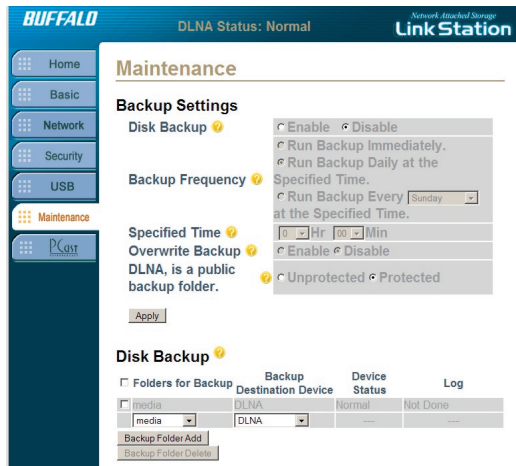 BUFFALO
DLNA Status: Normal
Network Attached Storage
LinkStation
Home
Basic
Network
Security
USB
Maintenance
PCast
Maintenance
Backup Settings
Disk Backup ? Enable Disable
Backup Frequency ? Run Backup Immediately.
Run Backup Daily at the
Specified Time.
Run Backup Every Sunday
at the Specified Time.
Specified Time ? 0 Hr 00 Min
Overwrite Backup ? Enable Disable
DLNA, is a public
backup folder. ? Unprotected Protected
Apply
Disk Backup ?
Folders for Backup Backup Destination Device Device Status Log
media DLNA Normal Not Done
media DLNA ---- ----
Backup Folder Add
Backup Folder Delete